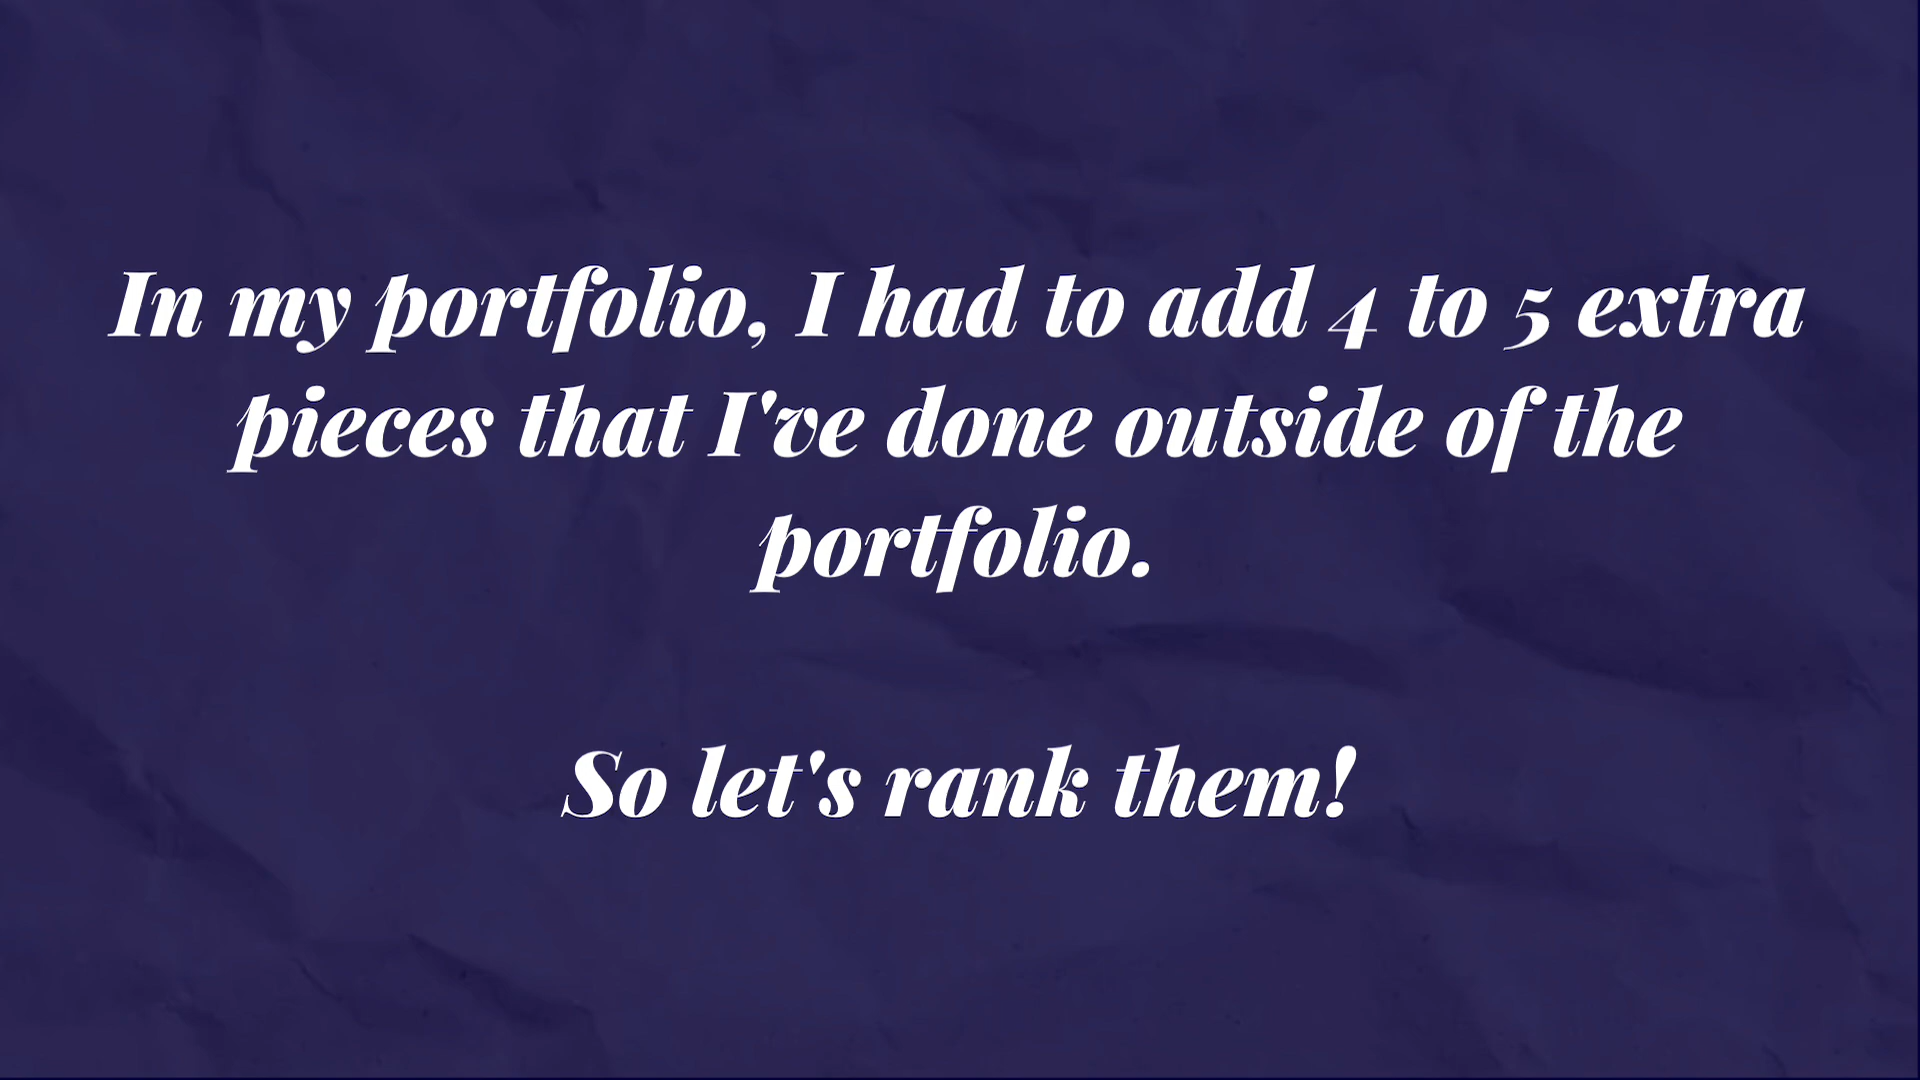 In my portfolio, I had to add 4 to 5 extra
pieces that I've done outside of the
portfolio.
So let's rank them!